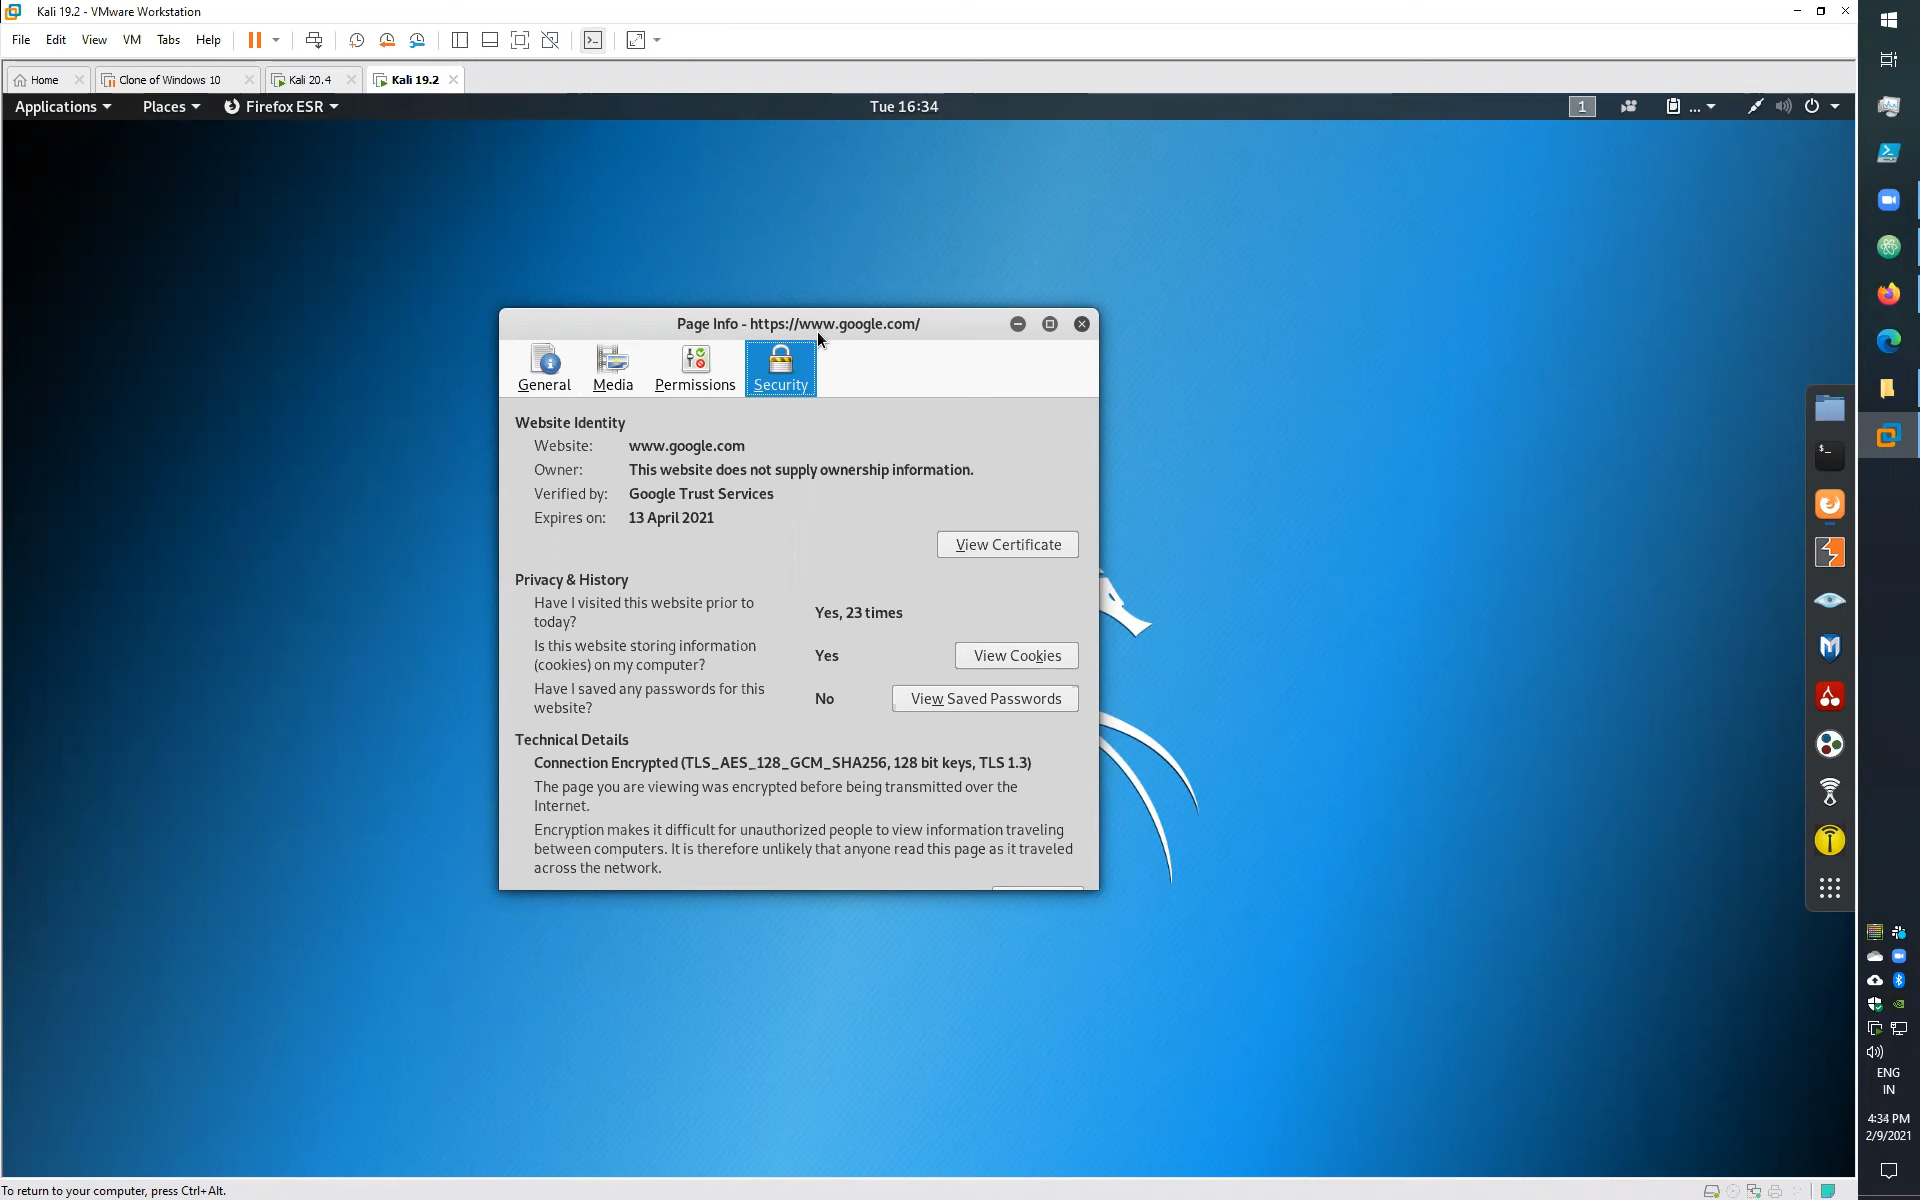 Kali 19.2 - VMware Workstation
File Edit View VM Tabs Help
Home Clone of Windows 10 Kali 20.4 Kali 19.2
Applications Places Firefox ESR Tue 16:34 1 ...
Page Info - https://www.google.com/
General Media Permissions Security
Website Identity
Website: www.google.com
Owner: This website does not supply ownership information.
Verified by: Google Trust Services
Expires on: 13 April 2021
View Certificate
Privacy & History
Have I visited this website prior to
today?
Yes, 23 times
Is this website storing information
(cookies) on my computer?
Yes
View Cookies
Have I saved any passwords for this
website?
No
View Saved Passwords
Technical Details
Connection Encrypted (TLS_AES_128_GCM_SHA256, 128 bit keys, TLS 1.3)
The page you are viewing was encrypted before being transmitted over the
Internet.
Encryption makes it difficult for unauthorized people to view information traveling
between computers. It is therefore unlikely that anyone read this page as it traveled
across the network.
ENG
IN
4:34 PM
2/9/2021
To return to your computer, press Ctrl+Alt.